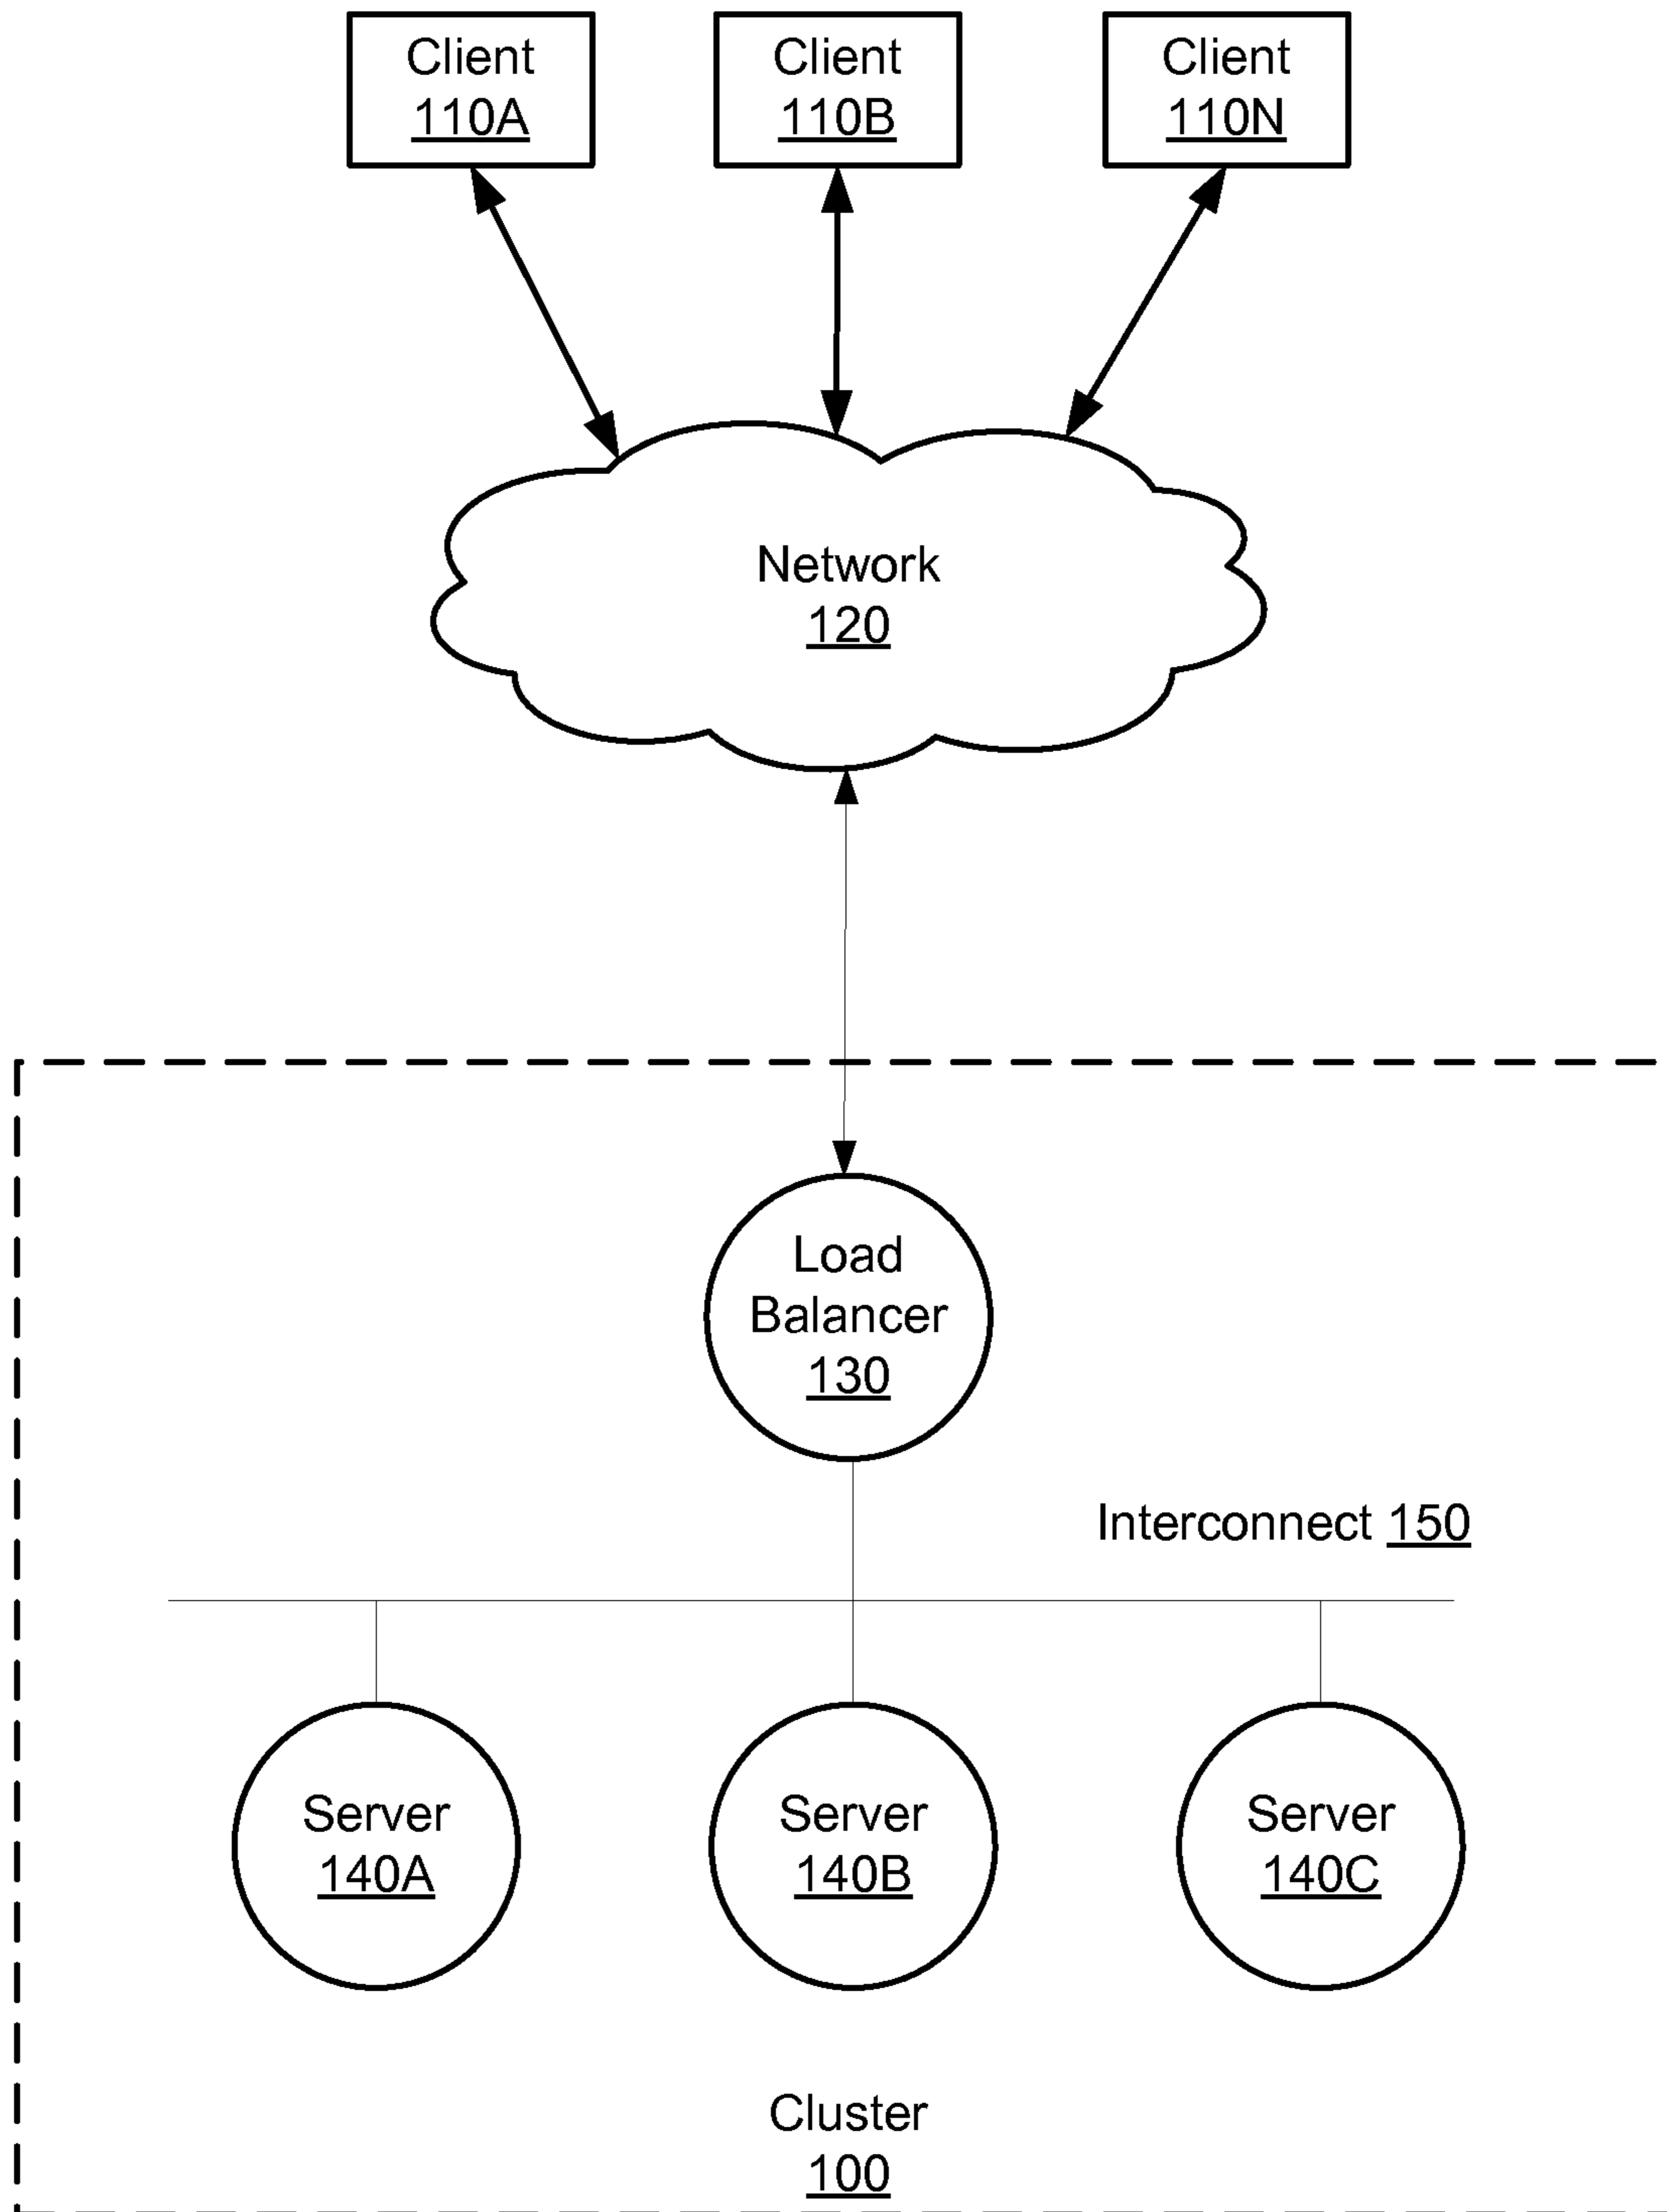 Client
110A
Client
110B
Client
110N
Network
120
Load
Balancer
130
Interconnect 150
Server
140A
Server
140B
Server
140C
Cluster
100